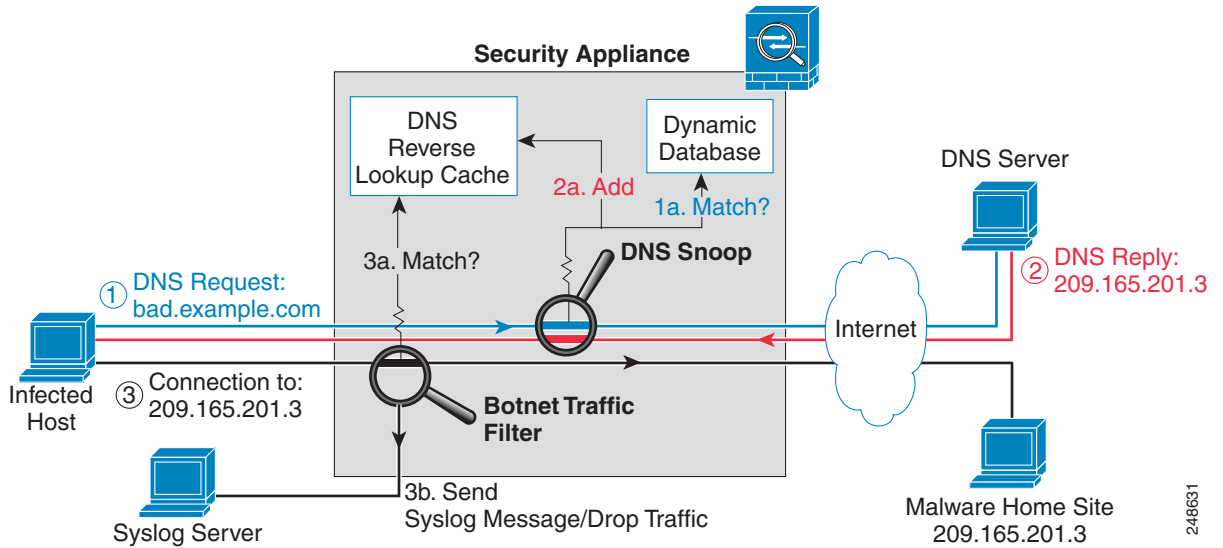 Security Appliance
DNS
Reverse
Lookup Cache
Dynamic
Database
DNS Server
2a. Add
1a. Match?
3a. Match?
DNS Snoop
1 DNS Request:
bad.example.com
2 DNS Reply:
209.165.201.3
Internet
Infected
Host
3 Connection to:
209.165.201.3
Botnet Traffic
Filter
3b. Send
Syslog Message/Drop Traffic
Syslog Server
Malware Home Site
209.165.201.3
248631